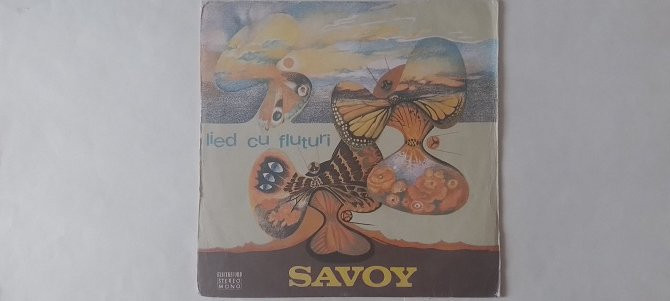 lied cu fluturi
SAVOY
ELECTRECORD
STEREO
MONO